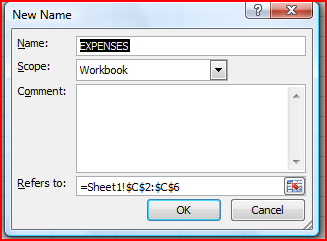 New Name
Name: EXPENSES
Scope: Workbook
Comment:
Refers to: =Sheet1!$C$2:$C$6
OK Cancel